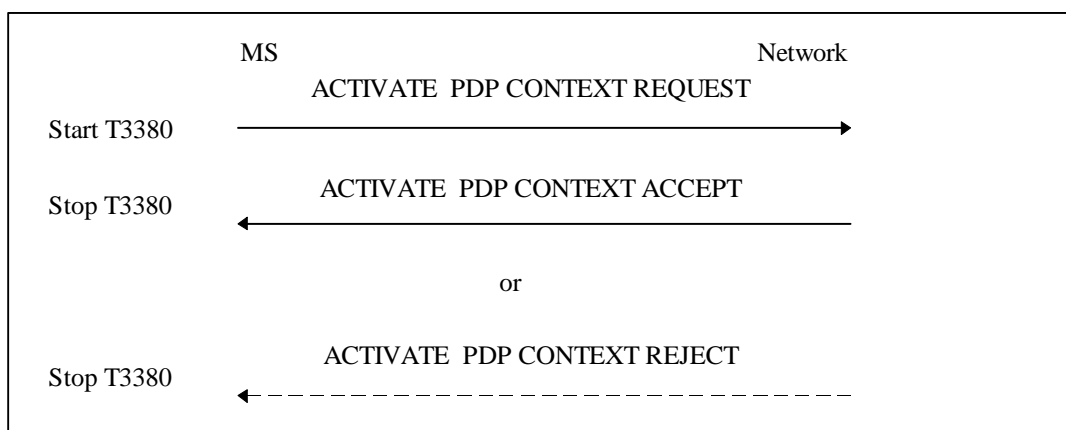 MS Network
ACTIVATE PDP CONTEXT REQUEST
Start T3380
ACTIVATE PDP CONTEXT ACCEPT
Stop T3380
or
ACTIVATE PDP CONTEXT REJECT
Stop T3380